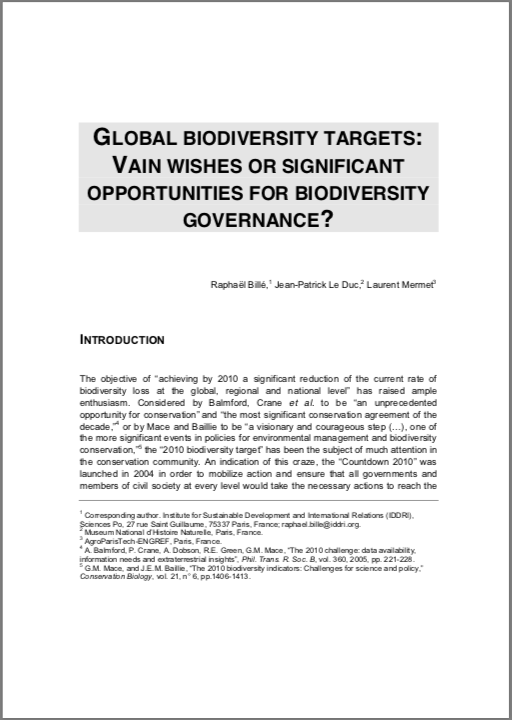 GLOBAL BIODIVERSITY TARGETS:
VAIN WISHES OR SIGNIFICANT
OPPORTUNITIES FOR BIODIVERSITY
GOVERNANCE?
Raphaël Billé,1 Jean-Patrick Le Duc,2 Laurent Mermet3
INTRODUCTION
The objective of "achieving by 2010 a significant reduction of the current rate of
biodiversity loss at the global, regional and national level" has raised ample
enthusiasm. Considered by Balmford, Crane et al. to be "an unprecedented
opportunity for conservation" and "the most significant conservation agreement of the
decade,"4 or by Mace and Baillie to be "a visionary and courageous step (…), one of
the more significant events in policies for environmental management and biodiversity
conservation,"5 the "2010 biodiversity target" has been the subject of much attention in
the conservation community. An indication of this craze, the "Countdown 2010" was
launched in 2004 in order to mobilize action and ensure that all governments and
members of civil society at every level would take the necessary actions to reach the
1 Corresponding author. Institute for Sustainable Development and International Relations (IDDRI),
Sciences Po, 27 rue Saint Guillaume, 75337 Paris, France; raphael.bille@iddri.org.
2 Museum National d'Histoire Naturelle, Paris, France.
3 AgroParisTech-ENGREF, Paris, France.
4 A. Balmford, P. Crane, A. Dobson, R.E. Green, G.M. Mace, "The 2010 challenge: data availability,
information needs and extraterrestrial insights", Phil. Trans. R. Soc. B, vol. 360, 2005, pp. 221-228.
5 G.M. Mace, and J.E.M. Baillie, "The 2010 biodiversity indicators: Challenges for science and policy,"
Conservation Biology, vol. 21, n° 6, pp.1406-1413.